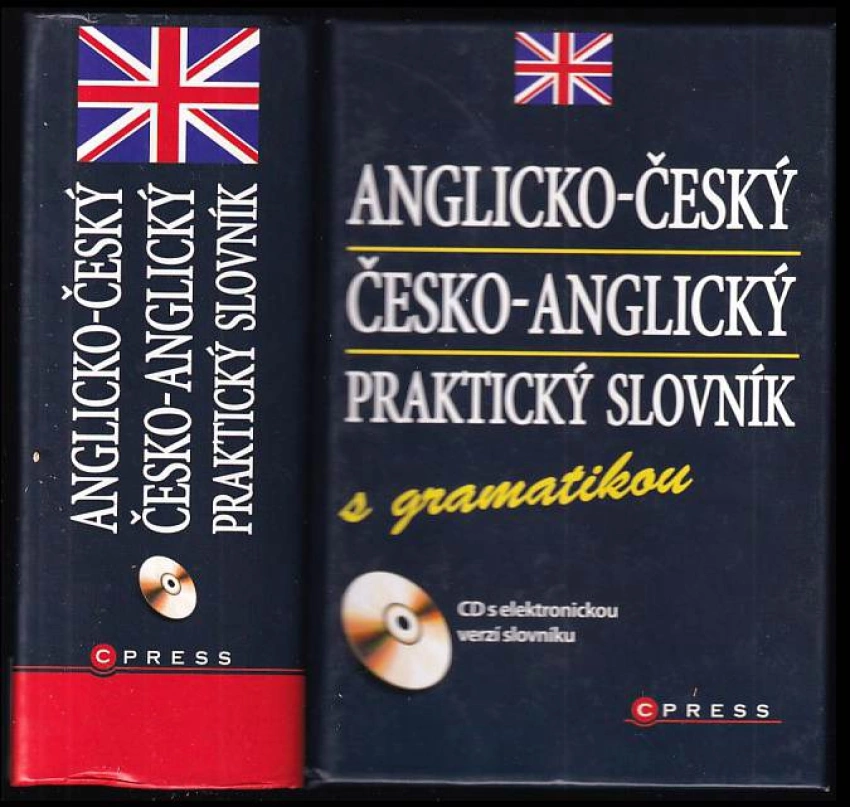 ANGLICKO-ČESKÝ
ČESKO-ANGLICKÝ
PRAKTICKÝ SLOVNÍK
CPRESS
ANGLICKO-ČESKÝ
ČESKO-ANGLICKÝ
PRAKTICKÝ SLOVNÍK
s gramatikou
CD s elektronickou
verzí slovníku
CPRESS